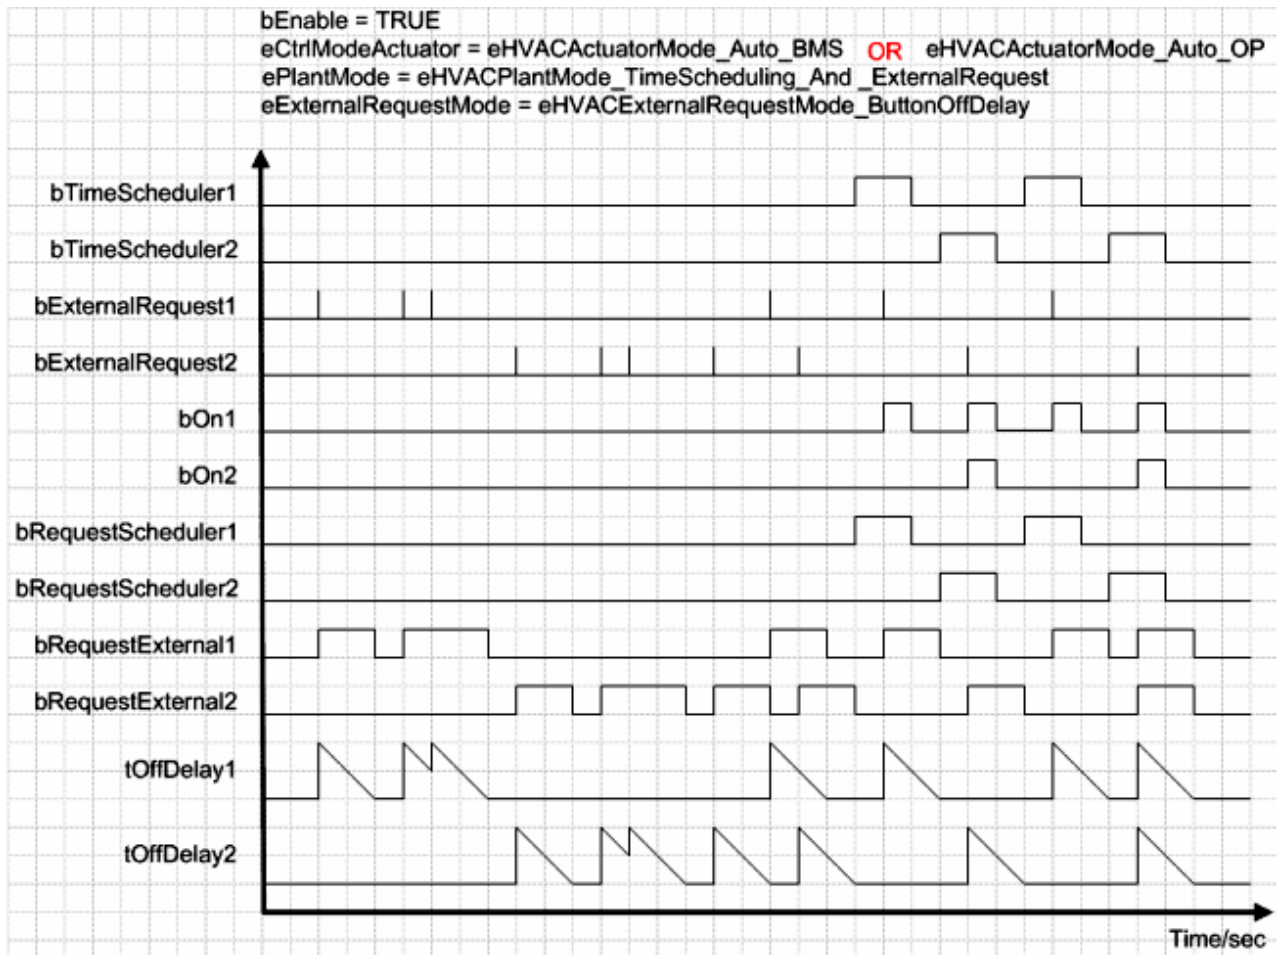 bEnable = TRUE
eCtrlModeActuator = eHVACActuatorMode_Auto_BMS OR eHVACActuatorMode_Auto_OP
ePlantMode = eHVACPlantMode_TimeScheduling_And _ExternalRequest
eExternalRequestMode = eHVACExternalRequestMode_ButtonOffDelay
bTimeScheduler1
bTimeScheduler2
bExternalRequest1
bExternalRequest2
bOn1
bOn2
bRequestScheduler1
bRequestScheduler2
bRequestExternal1
bRequestExternal2
tOffDelay1
tOffDelay2
Time/sec